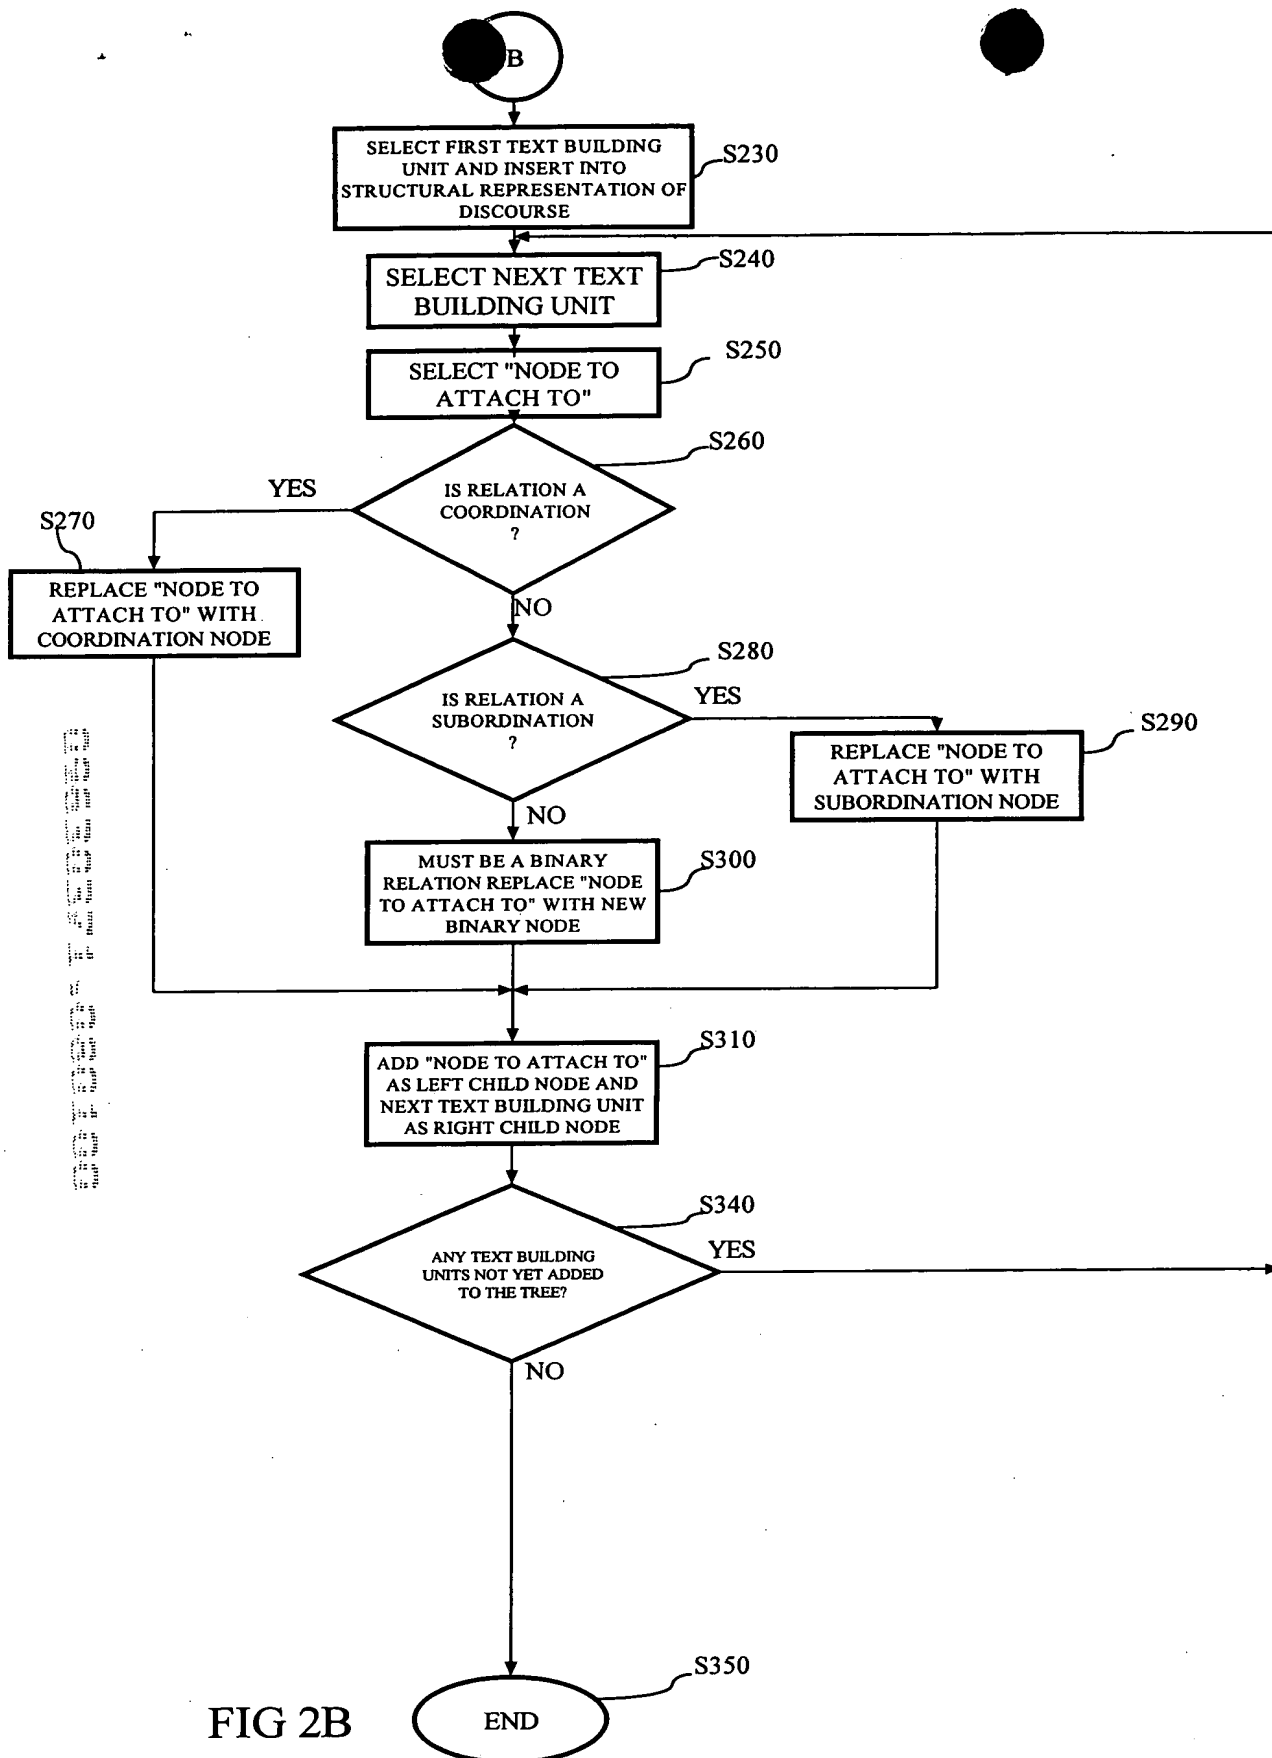 B
SELECT FIRST TEXT BUILDING
UNIT AND INSERT INTO
STRUCTURAL REPRESENTATION OF
DISCOURSE
S230
S240
SELECT NEXT TEXT
BUILDING UNIT
S250
SELECT "NODE TO
ATTACH TO"
S260
YES
IS RELATION A
COORDINATION
?
S270
REPLACE "NODE TO
ATTACH TO" WITH
COORDINATION NODE
NO
S280
IS RELATION A
SUBORDINATION
?
YES
S290
REPLACE "NODE TO
ATTACH TO" WITH
SUBORDINATION NODE
NO
S300
MUST BE A BINARY
RELATION REPLACE "NODE
TO ATTACH TO" WITH NEW
BINARY NODE
S310
ADD "NODE TO ATTACH TO"
AS LEFT CHILD NODE AND
NEXT TEXT BUILDING UNIT
AS RIGHT CHILD NODE
S340
ANY TEXT BUILDING
UNITS NOT YET ADDED
TO THE TREE?
YES
NO
S350
END
FIG 2B